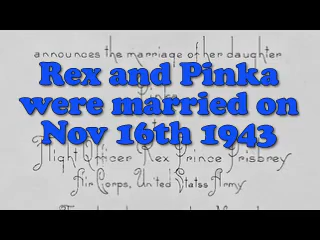 announces the marriage of her daughter
Rex and Pinka
were married on
Nov 16th 1943
Flight Officer Rex Prince Prisbrey
Air Corps, United States Army